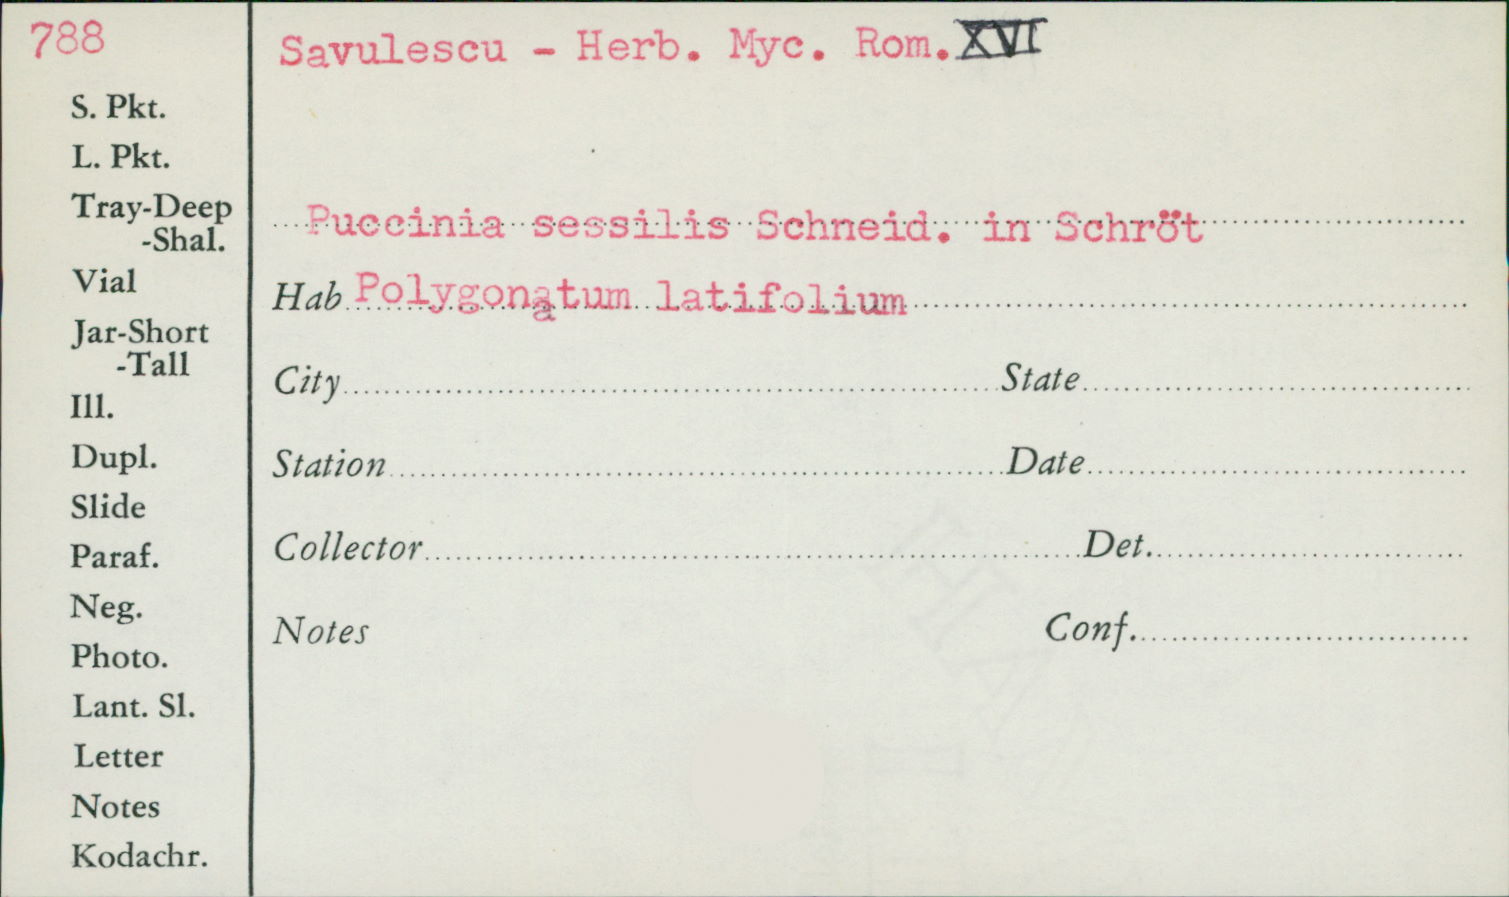 788
Savulescu - Herb. Myc. Rom. XVI
S. Pkt.
L. Pkt.
Tray-Deep
-Shal.
Vial
Jar-Short
-Tall
Ill.
Dupl.
Slide
Paraf.
Neg.
Photo.
Lant. Sl.
Letter
Notes
Kodachr.
Puccinia sessilis Schneid. in Schröt
Hab Polygonatum latifolium
City State
Station Date
Collector Det.
Notes Conf.